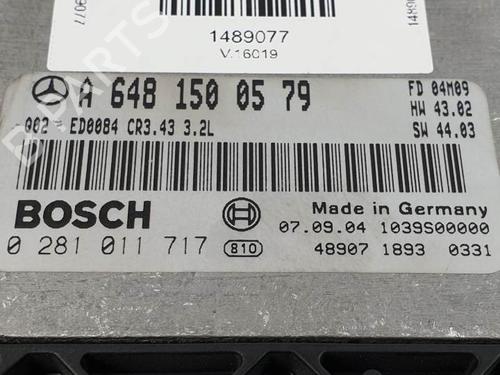 1489077
V.16019
A 648 150 05 79
002 - ED0084 CR3.43 3.2L
FD 04M09
HW 43.02
SW 44.03
BOSCH
Made in Germany
07.09.04 1039S00000
0 281 011 717 810
48907 1893 0331
B-PARTS